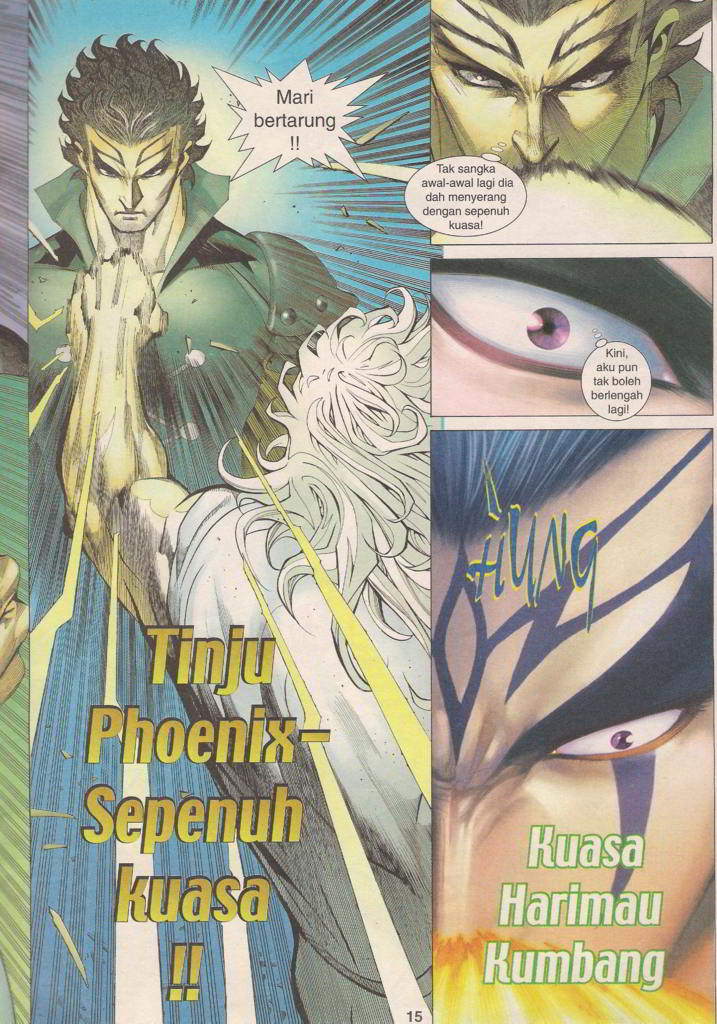 Mari
bertarung
!!
Tak sangka
awal-awal lagi dia
dah menyerang
dengan sepenuh
kuasa!
Kini,
aku pun
tak boleh
berlengah
lagi!
Tinju
Phoenix-
Sepenuh
kuasa
!!
HUNG
Kuasa
Harimau
Kumbang
15